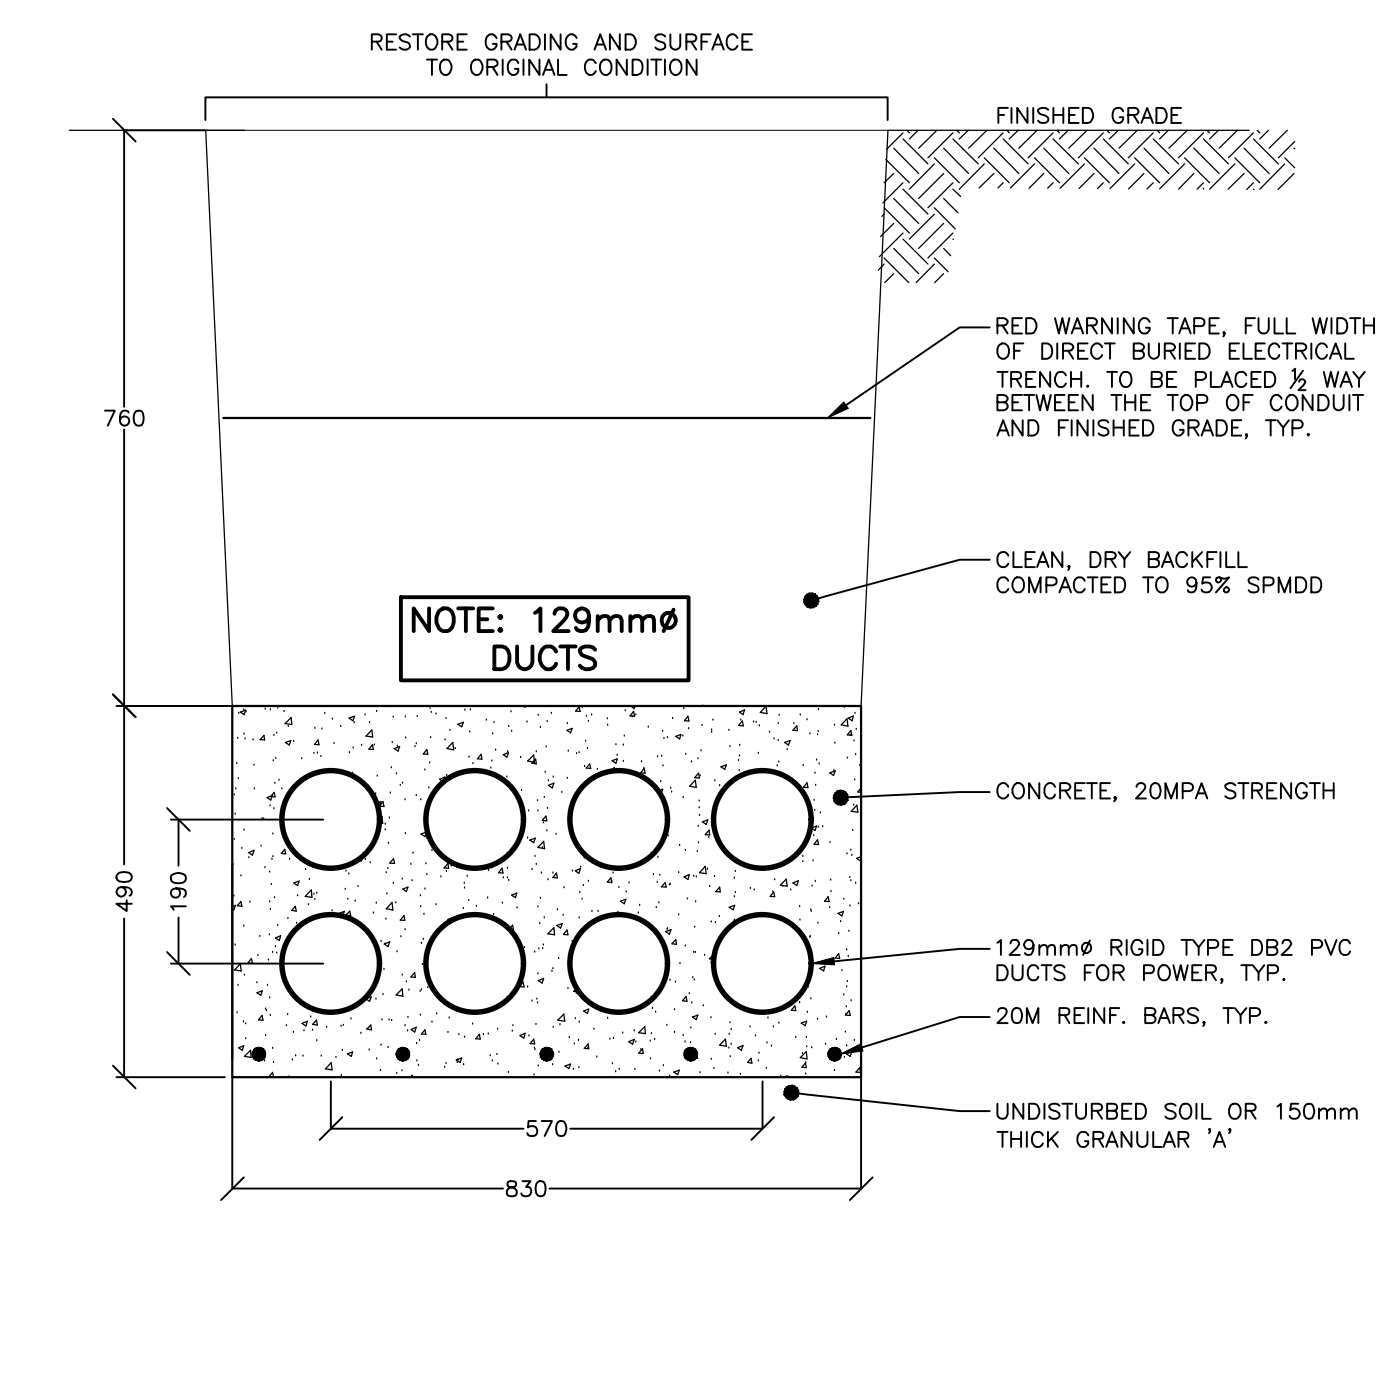 RESTORE GRADING AND SURFACE
TO ORIGINAL CONDITION
FINISHED GRADE
RED WARNING TAPE, FULL WIDTH
OF DIRECT BURIED ELECTRICAL
TRENCH. TO BE PLACED ½ WAY
BETWEEN THE TOP OF CONDUIT
AND FINISHED GRADE, TYP.
760
CLEAN, DRY BACKFILL
COMPACTED TO 95% SPMDD
NOTE: 129mmø
DUCTS
CONCRETE, 20MPA STRENGTH
490
190
129mmø RIGID TYPE DB2 PVC
DUCTS FOR POWER, TYP.
20M REINF. BARS, TYP.
UNDISTURBED SOIL OR 150mm
THICK GRANULAR 'A'
570
830